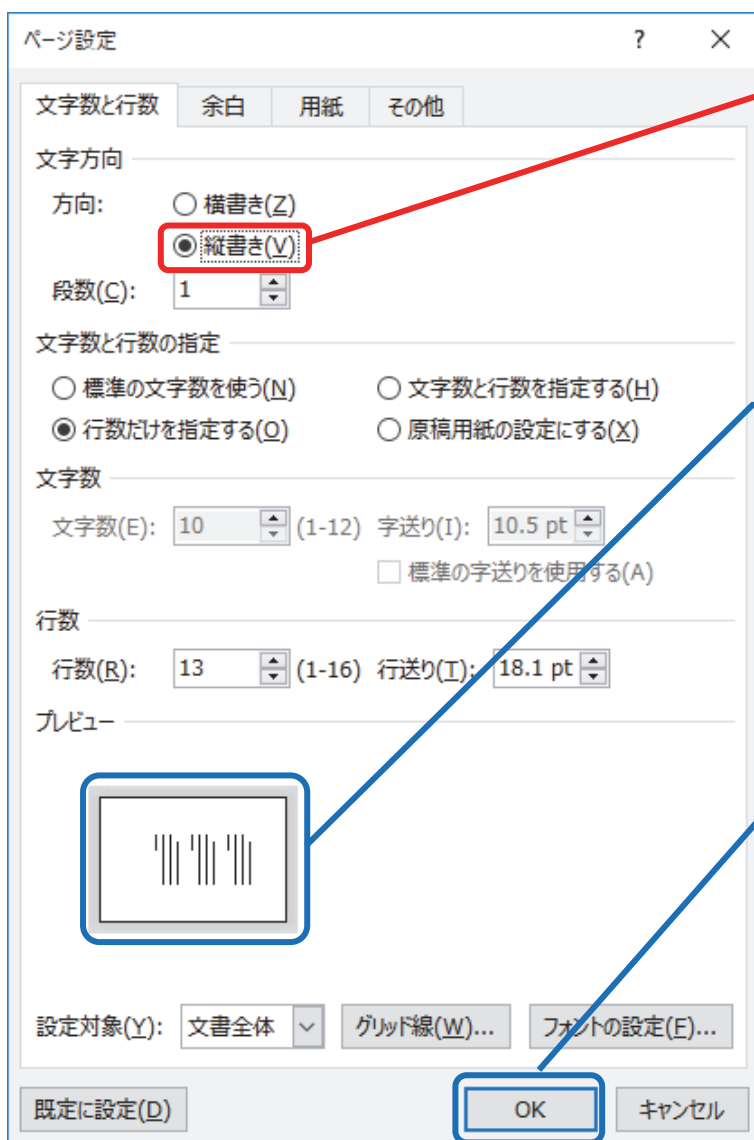 ページ設定 ?
文字数と行数 余白 用紙 その他
文字方向
方向: 横書き(Z)
縦書き(V)
段数(C): 1
文字数と行数の指定
標準の文字数を使う(N) 文字数と行数を指定する(H)
行数だけを指定する(O) 原稿用紙の設定にする(X)
文字数
文字数(E): 10 (1-12) 字送り(I): 10.5 pt
標準の字送りを使用する(A)
行数
行数(R): 13 (1-16) 行送り(T): 18.1 pt
プレビュー
設定対象(Y): 文書全体 グリッド線(W)... フォントの設定(F)...
既定に設定(D) OK キャンセル